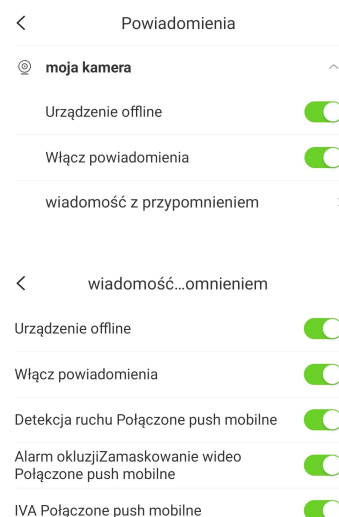 Powiadomienia
moja kamera
Urządzenie offline
Włącz powiadomienia
wiadomość z przypomnieniem
wiadomość...omnieniem
Urządzenie offline
Włącz powiadomienia
Detekcja ruchu Połączone push mobilne
Alarm okluzjiZamaskowanie wideo
Połączone push mobilne
IVA Połączone push mobilne